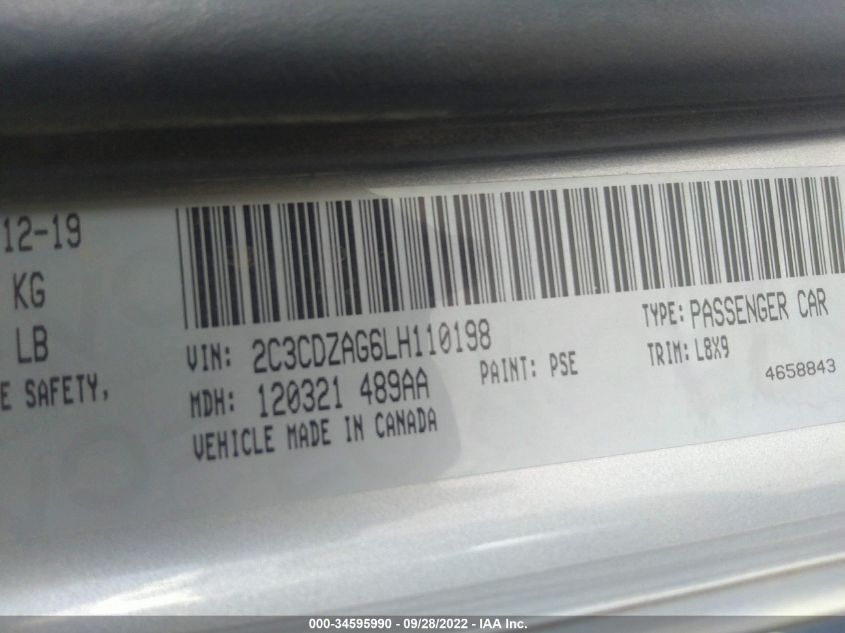 12-19
KG
LB
E SAFETY,
VIN: 2C3CDZAG6LH110198
TYPE: PASSENGER CAR
MDH: 120321 489AA
PAINT: PSE
TRIM: L8X9
VEHICLE MADE IN CANADA
4658843
000-34595990 - 09/28/2022 - IAA Inc.